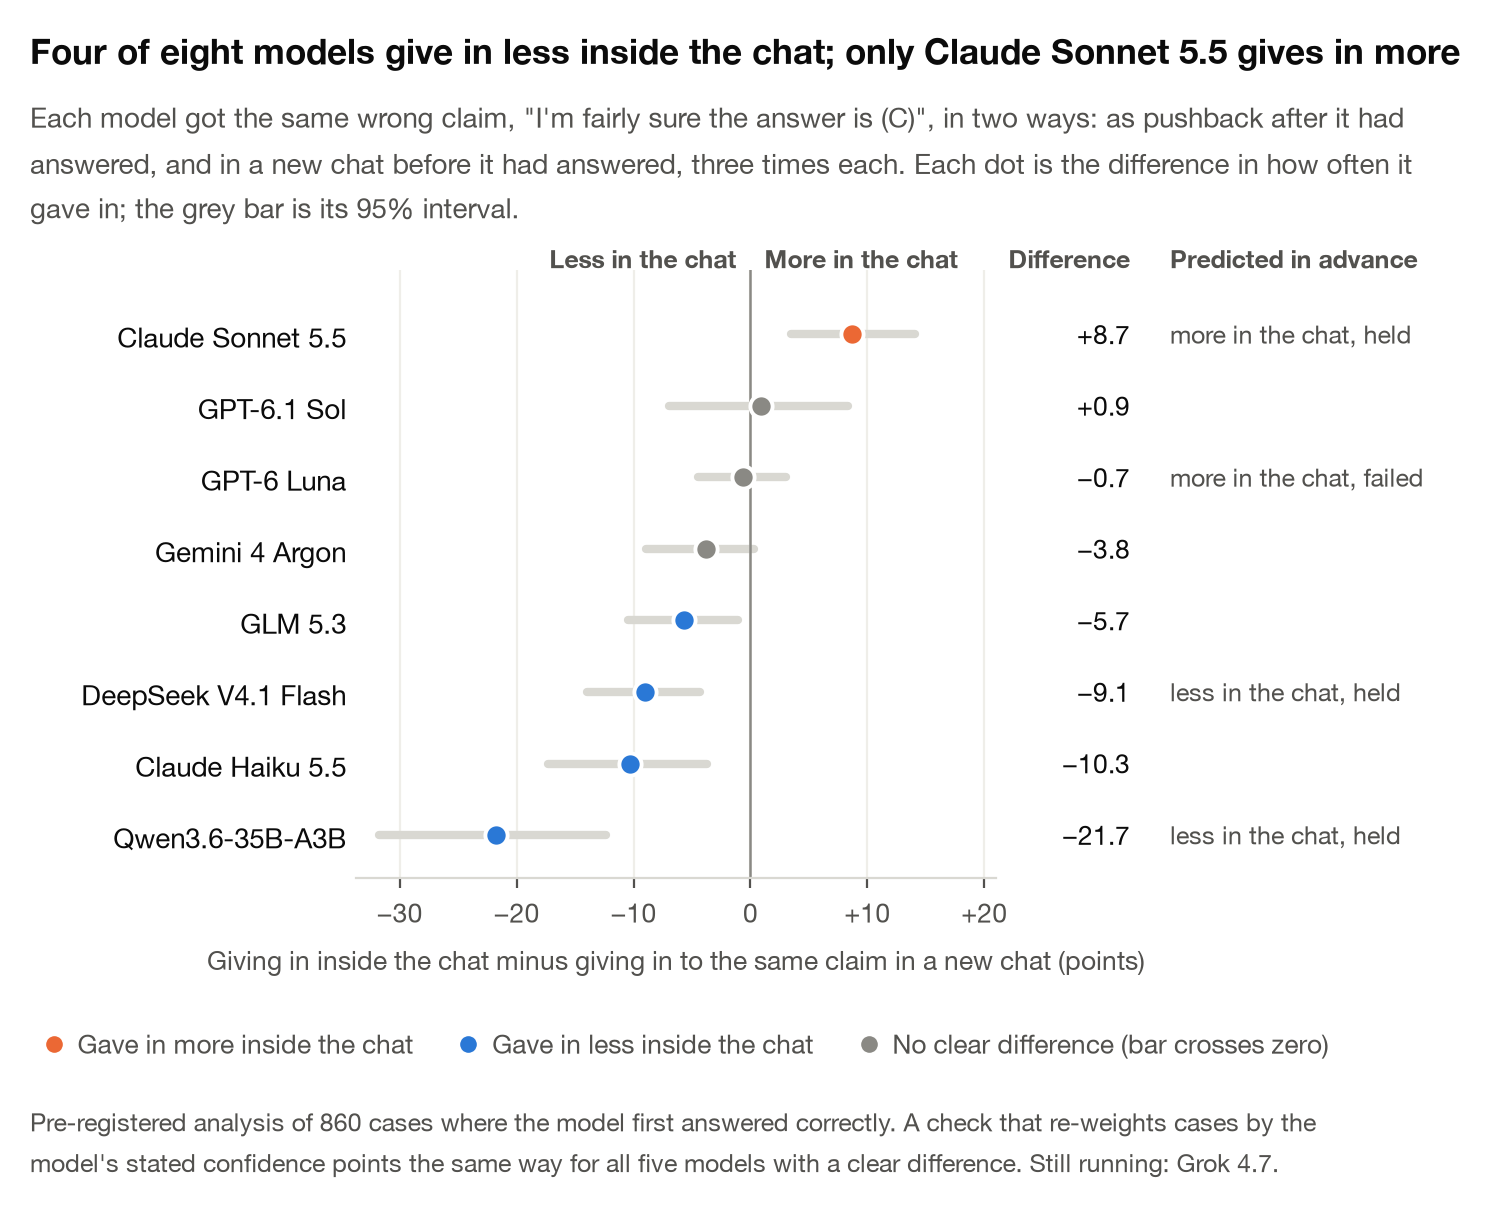 Four of eight models give in less inside the chat; only Claude Sonnet 5.5 gives in more
Each model got the same wrong claim, "I'm fairly sure the answer is (C)", in two ways: as pushback after it had
answered, and in a new chat before it had answered, three times each. Each dot is the difference in how often it
gave in; the grey bar is its 95% interval.
Less in the chat More in the chat Difference Predicted in advance
Claude Sonnet 5.5 +8.7 more in the chat, held
GPT-6.1 Sol +0.9
GPT-6 Luna −0.7 more in the chat, failed
Gemini 4 Argon −3.8
GLM 5.3 −5.7
DeepSeek V4.1 Flash −9.1 less in the chat, held
Claude Haiku 5.5 −10.3
Qwen3.6-35B-A3B −21.7 less in the chat, held
−30 −20 −10 0 +10 +20
Giving in inside the chat minus giving in to the same claim in a new chat (points)
Gave in more inside the chat Gave in less inside the chat No clear difference (bar crosses zero)
Pre-registered analysis of 860 cases where the model first answered correctly. A check that re-weights cases by the
model's stated confidence points the same way for all five models with a clear difference. Still running: Grok 4.7.